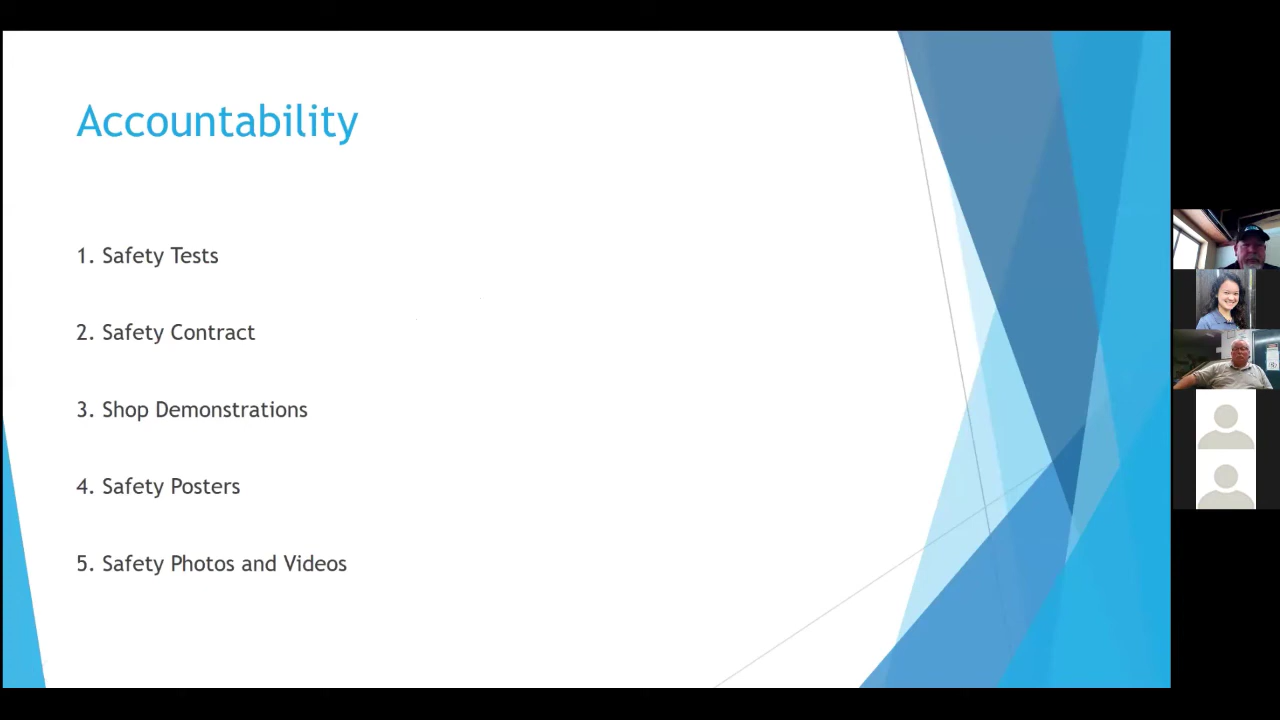 Accountability
1. Safety Tests
2. Safety Contract
3. Shop Demonstrations
4. Safety Posters
5. Safety Photos and Videos